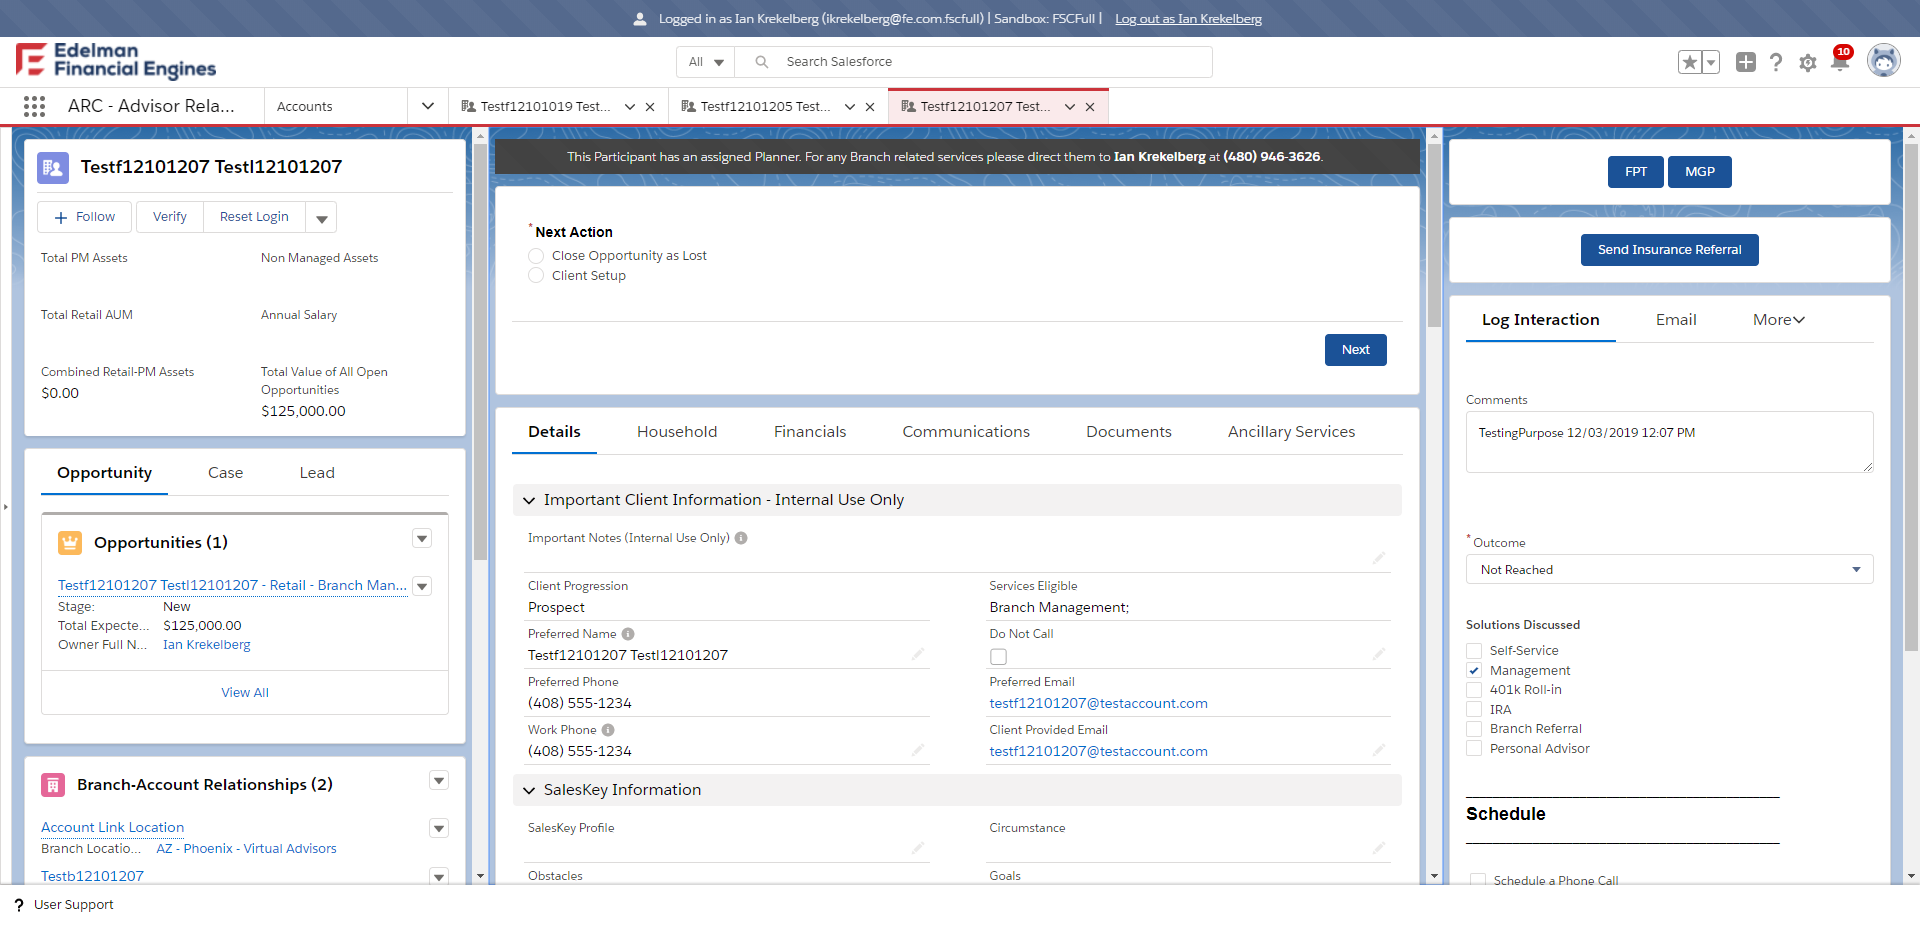 Logged in as Ian Krekelberg (ikrekelberg@fe.com.fscfull) | Sandbox: FSCFull | Log out as Ian Krekelberg
Edelman
Financial Engines
All
Search Salesforce
10
ARC - Advisor Rela...
Accounts
Testf12101019 Test...
Testf12101205 Test...
Testf12101207 Test...
Testf12101207 Testl12101207
Follow
Verify
Reset Login
Total PM Assets
Non Managed Assets
Total Retail AUM
Annual Salary
Combined Retail-PM Assets
$0.00
Total Value of All Open
Opportunities
$125,000.00
Opportunity
Case
Lead
Opportunities (1)
Testf12101207 Testl12101207 - Retail - Branch Man...
Stage: New
Total Expecte... $125,000.00
Owner Full N... Ian Krekelberg
View All
Branch-Account Relationships (2)
Account Link Location
Branch Locatio... AZ - Phoenix - Virtual Advisors
Testb12101207
This Participant has an assigned Planner. For any Branch related services please direct them to Ian Krekelberg at (480) 946-3626.
* Next Action
Close Opportunity as Lost
Client Setup
Next
Details
Household
Financials
Communications
Documents
Ancillary Services
Important Client Information - Internal Use Only
Important Notes (Internal Use Only)
Client Progression
Prospect
Services Eligible
Branch Management;
Preferred Name
Testf12101207 Testl12101207
Do Not Call
Preferred Phone
(408) 555-1234
Preferred Email
testf12101207@testaccount.com
Work Phone
(408) 555-1234
Client Provided Email
testf12101207@testaccount.com
SalesKey Information
SalesKey Profile
Circumstance
Obstacles
Goals
FPT
MGP
Send Insurance Referral
Log Interaction
Email
More
Comments
TestingPurpose 12/03/2019 12:07 PM
* Outcome
Not Reached
Solutions Discussed
Self-Service
Management
401k Roll-in
IRA
Branch Referral
Personal Advisor
Schedule
Schedule a Phone Call
? User Support